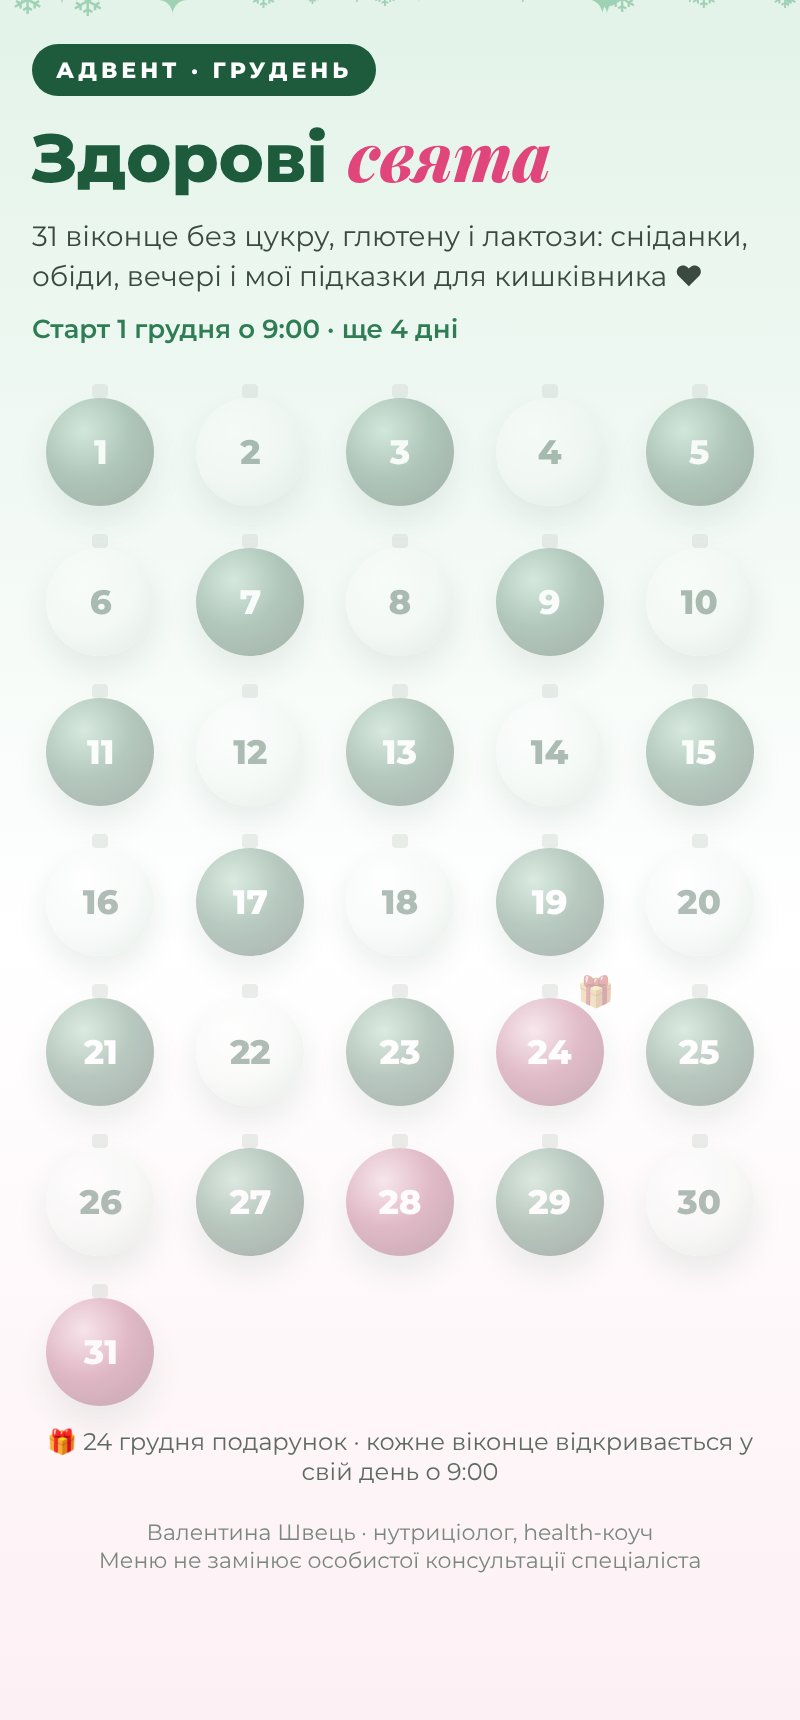 АДВЕНТ · ГРУДЕНЬ
Здорові свята
31 віконце без цукру, глютену і лактози: сніданки,
обіди, вечері і мої підказки для кишківника ♥
Старт 1 грудня о 9:00 · ще 4 дні
1 2 3 4 5
6 7 8 9 10
11 12 13 14 15
16 17 18 19 20
21 22 23 24 25
26 27 28 29 30
31
🎁 24 грудня подарунок · кожне віконце відкривається у
свій день о 9:00
Валентина Швець · нутриціолог, health-коуч
Меню не замінює особистої консультації спеціаліста